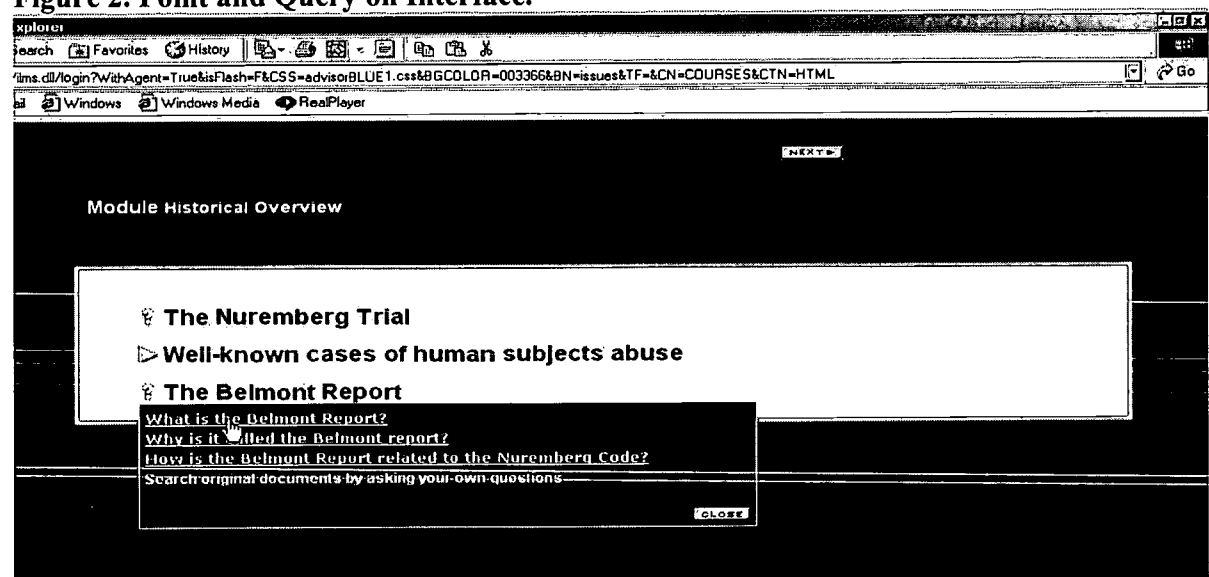 Figure 2. Point and Query on Interface.
xplorer
Search Favorites History
/ilms.dll/login?WithAgent=True&isFlash=F&CSS=advisorBLUE1.css&BGCOLOR=003366&BN=issues&TF=&CN=COURSES&CTN=HTML Go
ail Windows Windows Media RealPlayer
NEXT
Module Historical Overview
The Nuremberg Trial
Well-known cases of human subjects abuse
The Belmont Report
What is the Belmont Report?
Why is it called the Belmont report?
How is the Belmont Report related to the Nuremberg Code?
Search original documents by asking your own questions
CLOSE